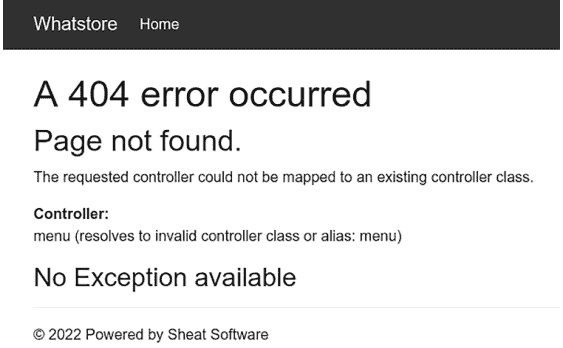 Whatstore Home
A 404 error occurred
Page not found.
The requested controller could not be mapped to an existing controller class.
Controller:
menu (resolves to invalid controller class or alias: menu)
No Exception available
© 2022 Powered by Sheat Software